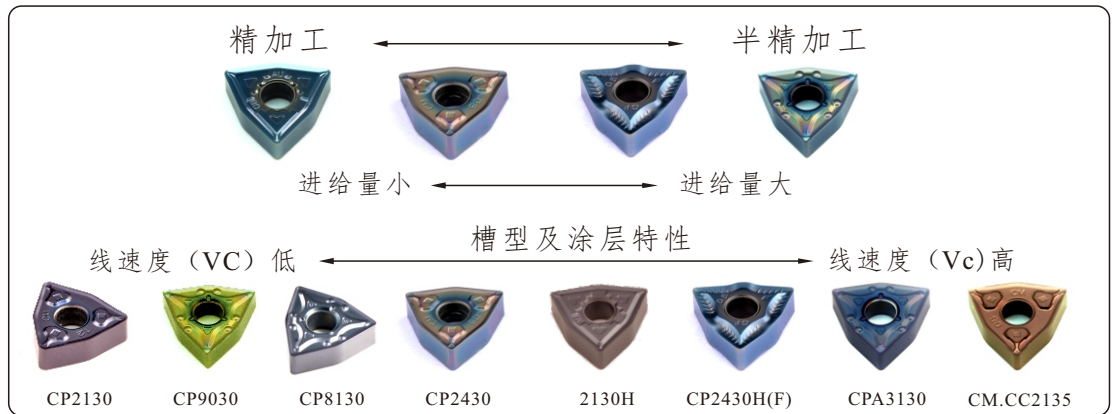 精加工 半精加工
进给量小 进给量大
槽型及涂层特性
线速度（VC）低 线速度（Vc)高
CP2130 CP9030 CP8130 CP2430 2130H CP2430H(F) CPA3130 CM.CC2135